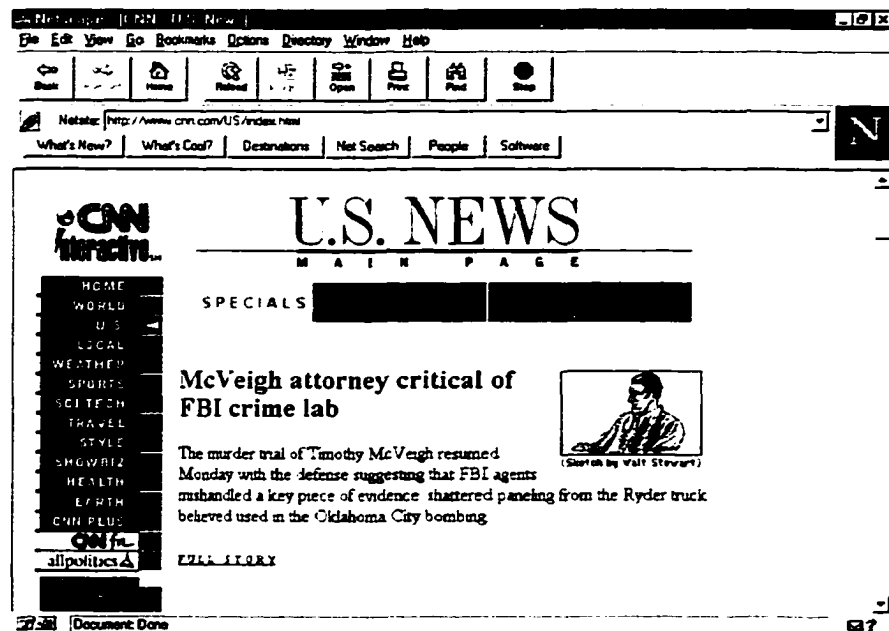 Netscape - [CNN - U.S. News]
File Edit View Go Bookmarks Options Directory Window Help
Back Home Reload Open Print Find Stop
Netsite: http://www.cnn.com/US/index.html
What's New? What's Cool? Destinations Net Search People Software
CNN
Interactive
U.S. NEWS
MAIN PAGE
SPECIALS
HOME
WORLD
U.S.
LOCAL
WEATHER
SPORTS
SCI-TECH
TRAVEL
STYLE
SHOWBIZ
HEALTH
EARTH
CNN PLUS
CNN fn
allpolitics
McVeigh attorney critical of
FBI crime lab
(Sketch by Walt Stewart)
The murder trial of Timothy McVeigh resumed
Monday with the defense suggesting that FBI agents
mishandled a key piece of evidence shattered paneling from the Ryder truck
believed used in the Oklahoma City bombing.
FULL STORY
Document: Done